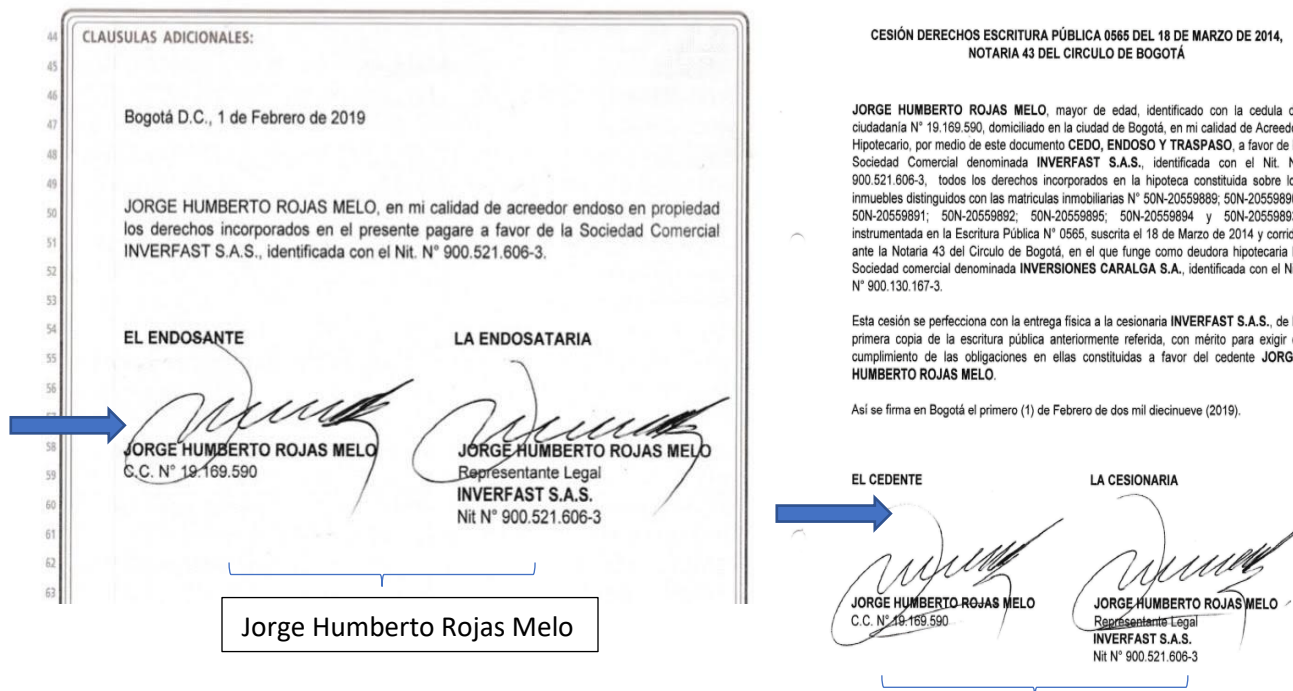 44
CLAUSULAS ADICIONALES:
45
46
Bogotá D.C., 1 de Febrero de 2019
47
48
49
JORGE HUMBERTO ROJAS MELO, en mi calidad de acreedor endoso en propiedad
50
los derechos incorporados en el presente pagare a favor de la Sociedad Comercial
51
INVERFAST S.A.S., identificada con el Nit. N° 900.521.606-3.
52
53
54
EL ENDOSANTE LA ENDOSATARIA
55
56
58
JORGE HUMBERTO ROJAS MELO JORGE HUMBERTO ROJAS MELO
59
C.C. N° 19.169.590 Representante Legal
60
INVERFAST S.A.S.
61
Nit N° 900.521.606-3
62
63
Jorge Humberto Rojas Melo
CESIÓN DERECHOS ESCRITURA PÚBLICA 0565 DEL 18 DE MARZO DE 2014,
NOTARIA 43 DEL CIRCULO DE BOGOTÁ
JORGE HUMBERTO ROJAS MELO, mayor de edad, identificado con la cedula
ciudadanía N° 19.169.590, domiciliado en la ciudad de Bogotá, en mi calidad de
Hipotecario, por medio de este documento CEDO, ENDOSO Y TRASPASO, a favor de
Sociedad Comercial denominada INVERFAST S.A.S., identificada con el Nit.
900.521.606-3, todos los derechos incorporados en la hipoteca constituida sobre
inmuebles distinguidos con las matriculas inmobiliarias N° 50N-20559889;
50N-20559891; 50N-20559892; 50N-20559895; 50N-20559894 y
instrumentada en la Escritura Pública N° 0565, suscrita el 18 de Marzo de 2014 y
ante la Notaria 43 del Circulo de Bogotá, en el que funge como deudora hipotecaria
Sociedad comercial denominada INVERSIONES CARALGA S.A., identificada con el
N° 900.130.167-3.
Esta cesión se perfecciona con la entrega física a la cesionaria INVERFAST S.A.S., de
primera copia de la escritura pública anteriormente referida, con mérito para exigir
cumplimiento de las obligaciones en ellas constituidas a favor del cedente
HUMBERTO ROJAS MELO.
Así se firma en Bogotá el primero (1) de Febrero de dos mil diecinueve (2019).
EL CEDENTE LA CESIONARIA
JORGE HUMBERTO ROJAS MELO JORGE HUMBERTO ROJAS MELO
C.C. N° 19.169.590 Representante Legal
INVERFAST S.A.S.
Nit N° 900.521.606-3